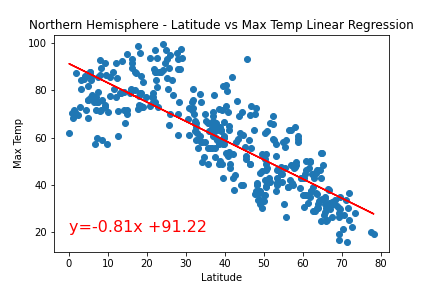 Northern Hemisphere - Latitude vs Max Temp Linear Regression
100
80
60
40
20
Max Temp
y=-0.81x +91.22
0 10 20 30 40 50 60 70 80
Latitude